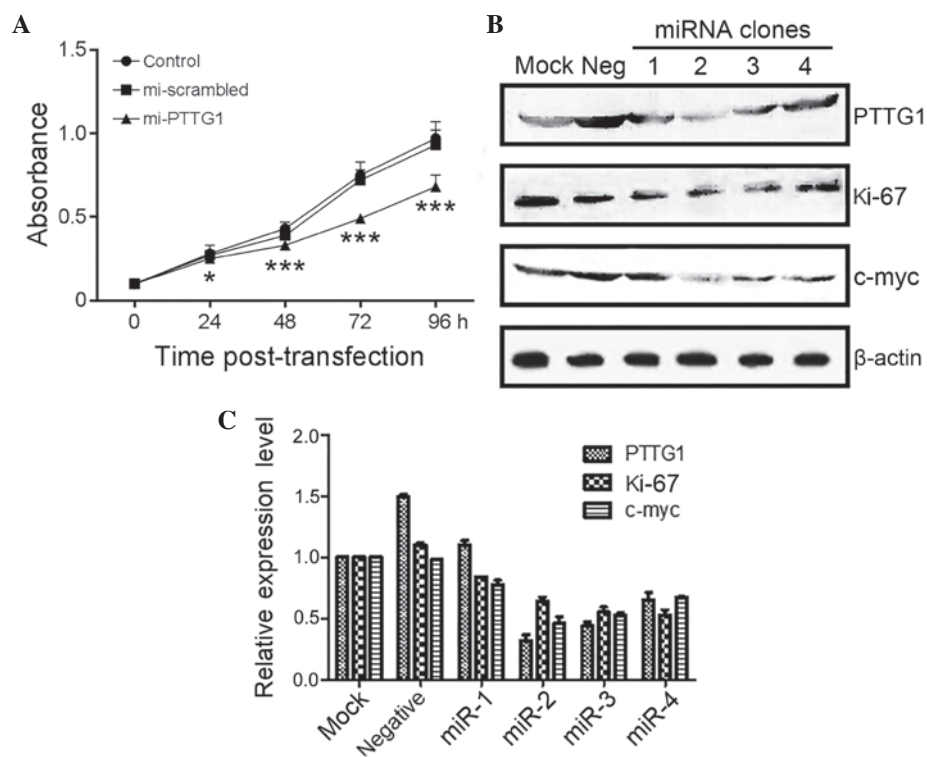 A
1.5
1.0
0.5
0
Absorbance
Control
mi-scrambled
mi-PTTG1
*
***
***
***
0 24 48 72 96 h
Time post-transfection
B
miRNA clones
Mock Neg 1 2 3 4
PTTG1
Ki-67
c-myc
β-actin
C
2.0
1.5
1.0
0.5
0.0
Relative expression level
PTTG1
Ki-67
c-myc
Mock Negative miR-1 miR-2 miR-3 miR-4